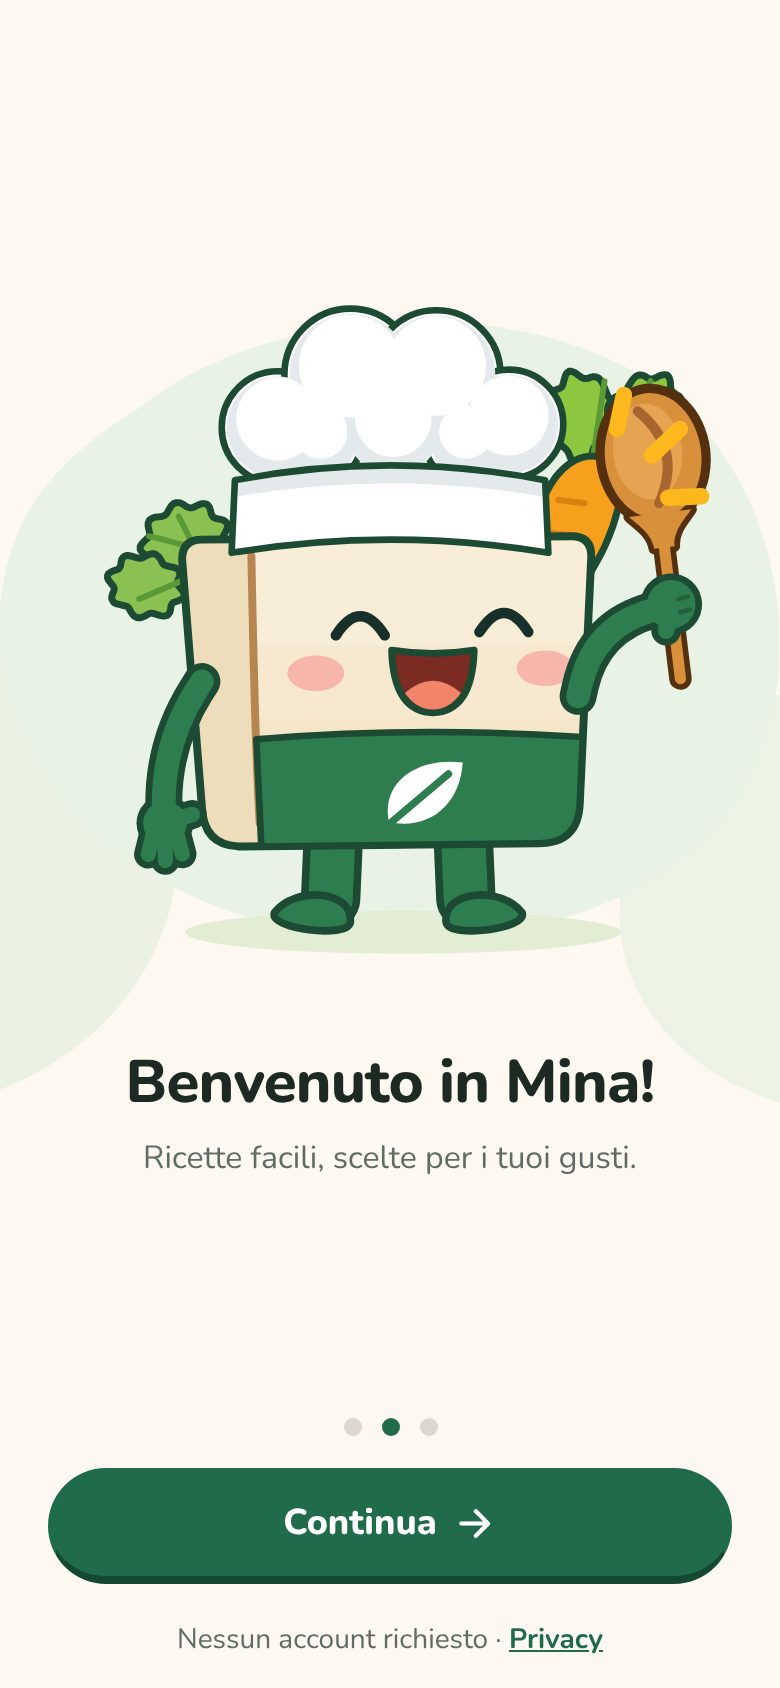 Benvenuto in Mina!
Ricette facili, scelte per i tuoi gusti.
Continua →
Nessun account richiesto · Privacy